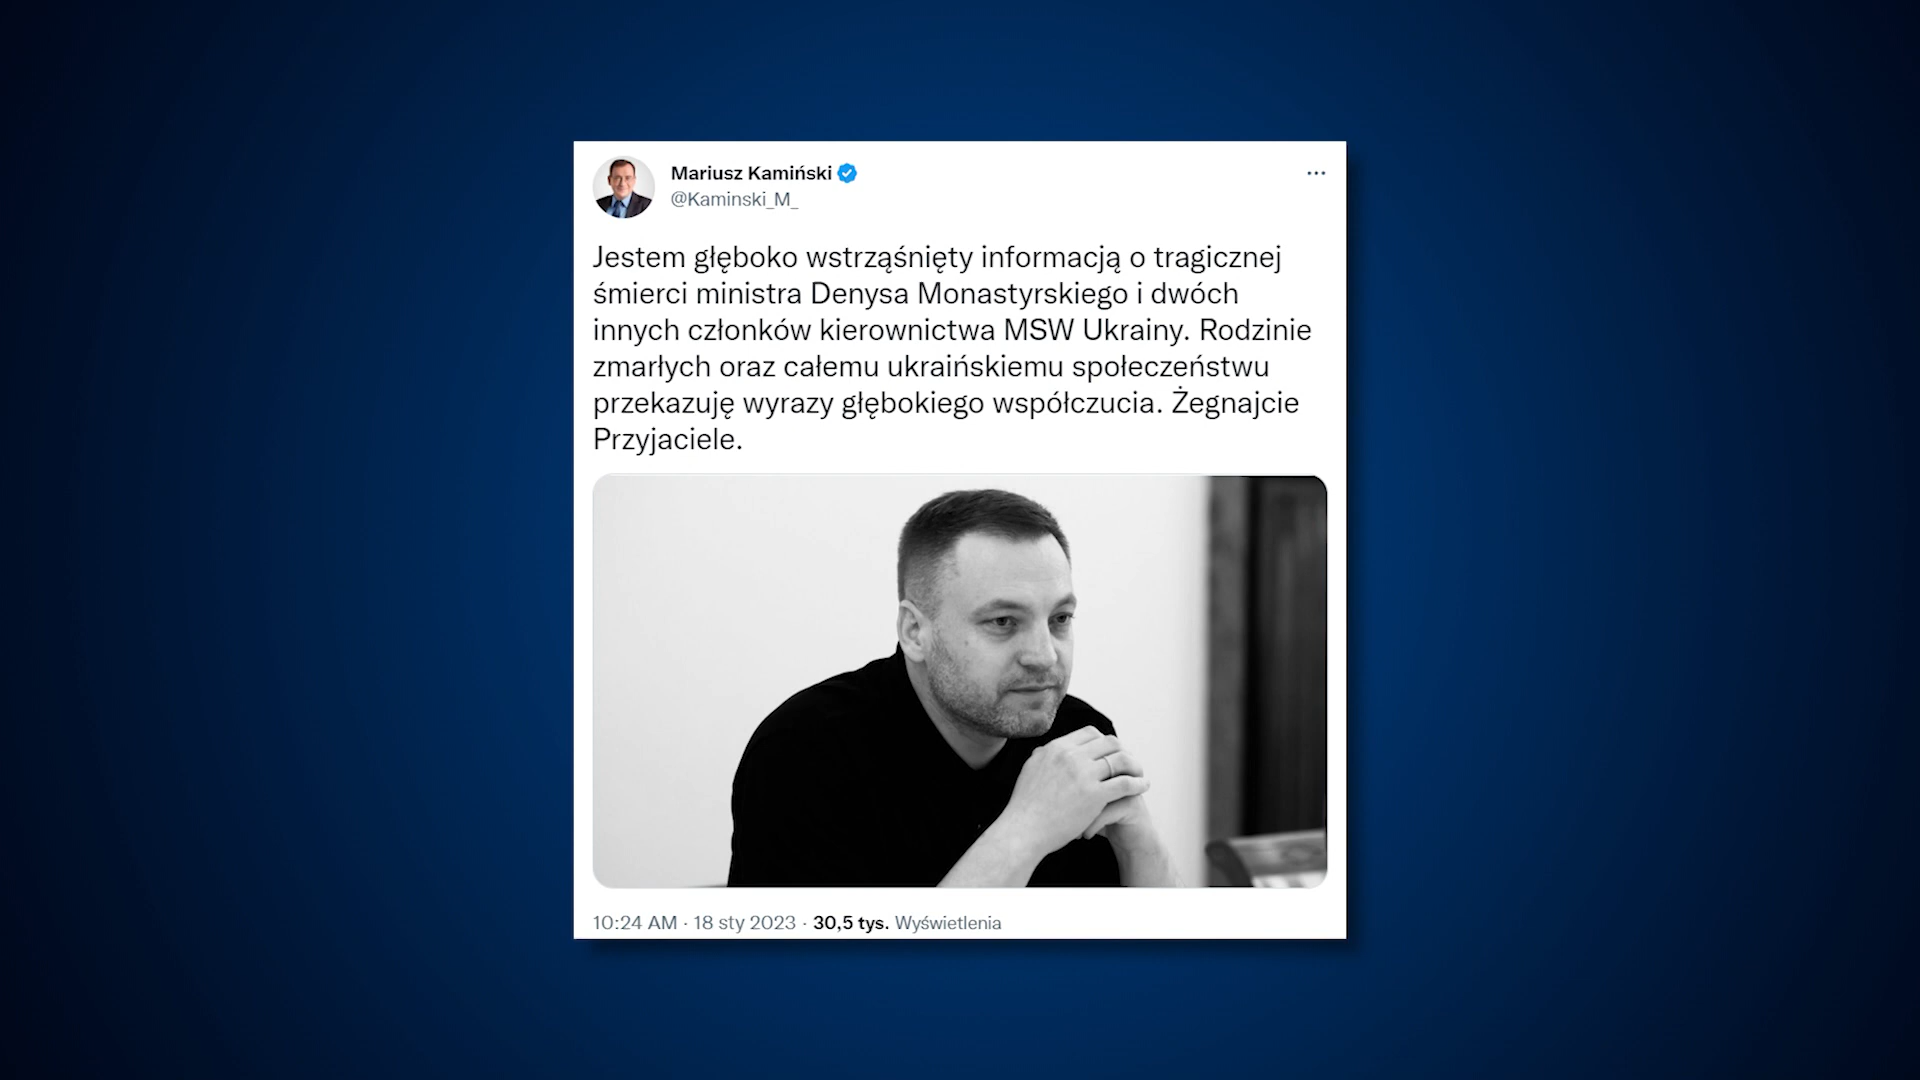 Mariusz Kamiński
@Kaminski_M_
Jestem głęboko wstrząśnięty informacją o tragicznej
śmierci ministra Denysa Monastyrskiego i dwóch
innych członków kierownictwa MSW Ukrainy. Rodzinie
zmarłych oraz całemu ukraińskiemu społeczeństwu
przekazuję wyrazy głębokiego współczucia. Żegnajcie
Przyjaciele.
10:24 AM · 18 sty 2023 · 30,5 tys. Wyświetlenia